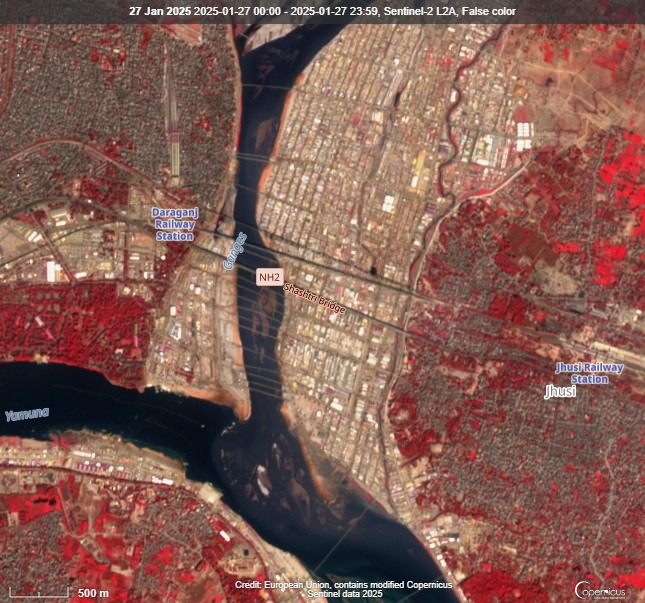 27 Jan 2025 2025-01-27 00:00 - 2025-01-27 23:59, Sentinel-2 L2A, False color
Daraganj
Railway
Station
Ganges
NH2
Shashtri Bridge
Jhusi Railway
Station
Jhusi
Yamuna
Credit: European Union, contains modified Copernicus
Sentinel data 2025
500 m
Copernicus